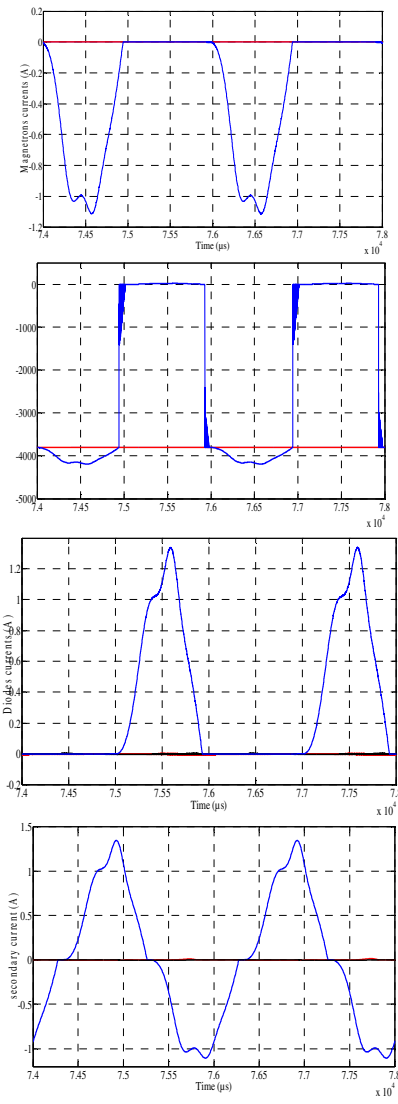 0.2
0
-0.2
-0.4
-0.6
-0.8
-1
-1.2
Magnetrons currents (A)
7.4 7.45 7.5 7.55 7.6 7.65 7.7 7.75 7.8
Time (µs)
x 10^4
0
-1000
-2000
-3000
-4000
-5000
7.4 7.45 7.5 7.55 7.6 7.65 7.7 7.75 7.8
x 10^4
1.2
1
0.8
0.6
0.4
0.2
0
-0.2
Diodes currents (A)
7.4 7.45 7.5 7.55 7.6 7.65 7.7 7.75 7.8
Time (µs)
x 10^4
1.5
1
0.5
0
-0.5
-1
secondary current (A)
7.4 7.45 7.5 7.55 7.6 7.65 7.7 7.75 7.8
Time (µs)
x 10^4